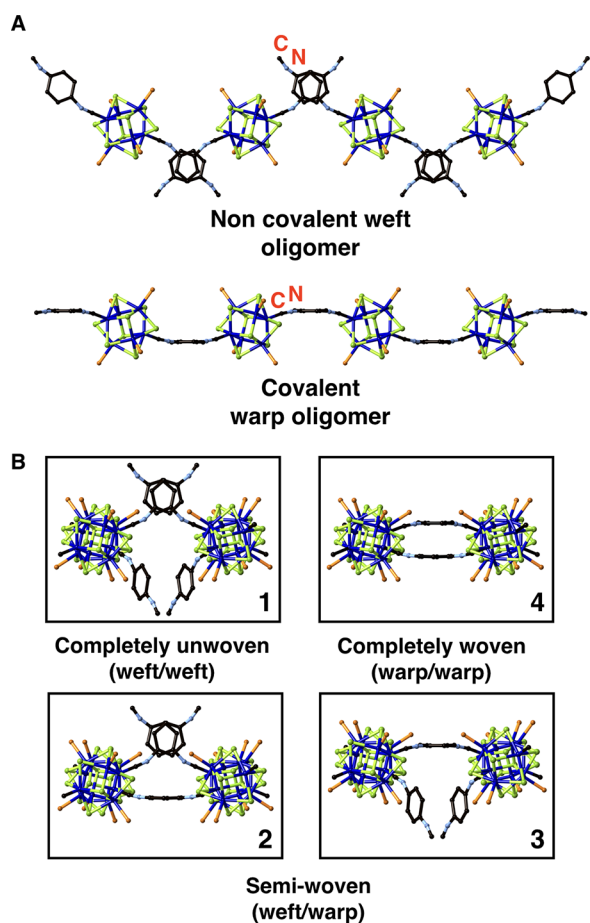 A
C
N
Non covalent weft
oligomer
C N
Covalent
warp oligomer
B
1
4
Completely unwoven
(weft/weft)
Completely woven
(warp/warp)
2
3
Semi-woven
(weft/warp)